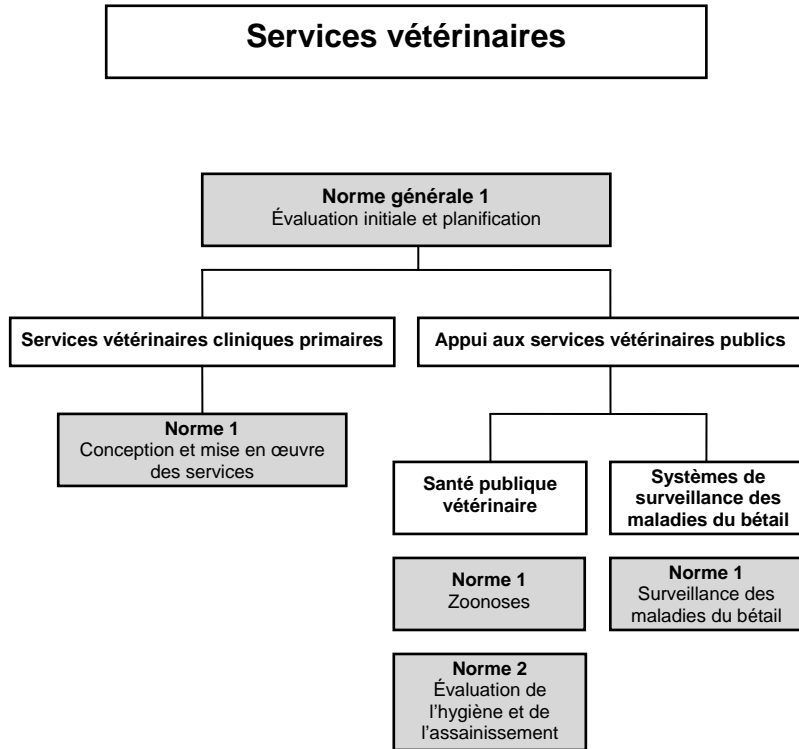 Services vétérinaires
Norme générale 1
Évaluation initiale et planification
Services vétérinaires cliniques primaires
Appui aux services vétérinaires publics
Norme 1
Conception et mise en œuvre
des services
Santé publique
vétérinaire
Systèmes de
surveillance des
maladies du bétail
Norme 1
Zoonoses
Norme 1
Surveillance des
maladies du bétail
Norme 2
Évaluation de
l'hygiène et de
l'assainissement